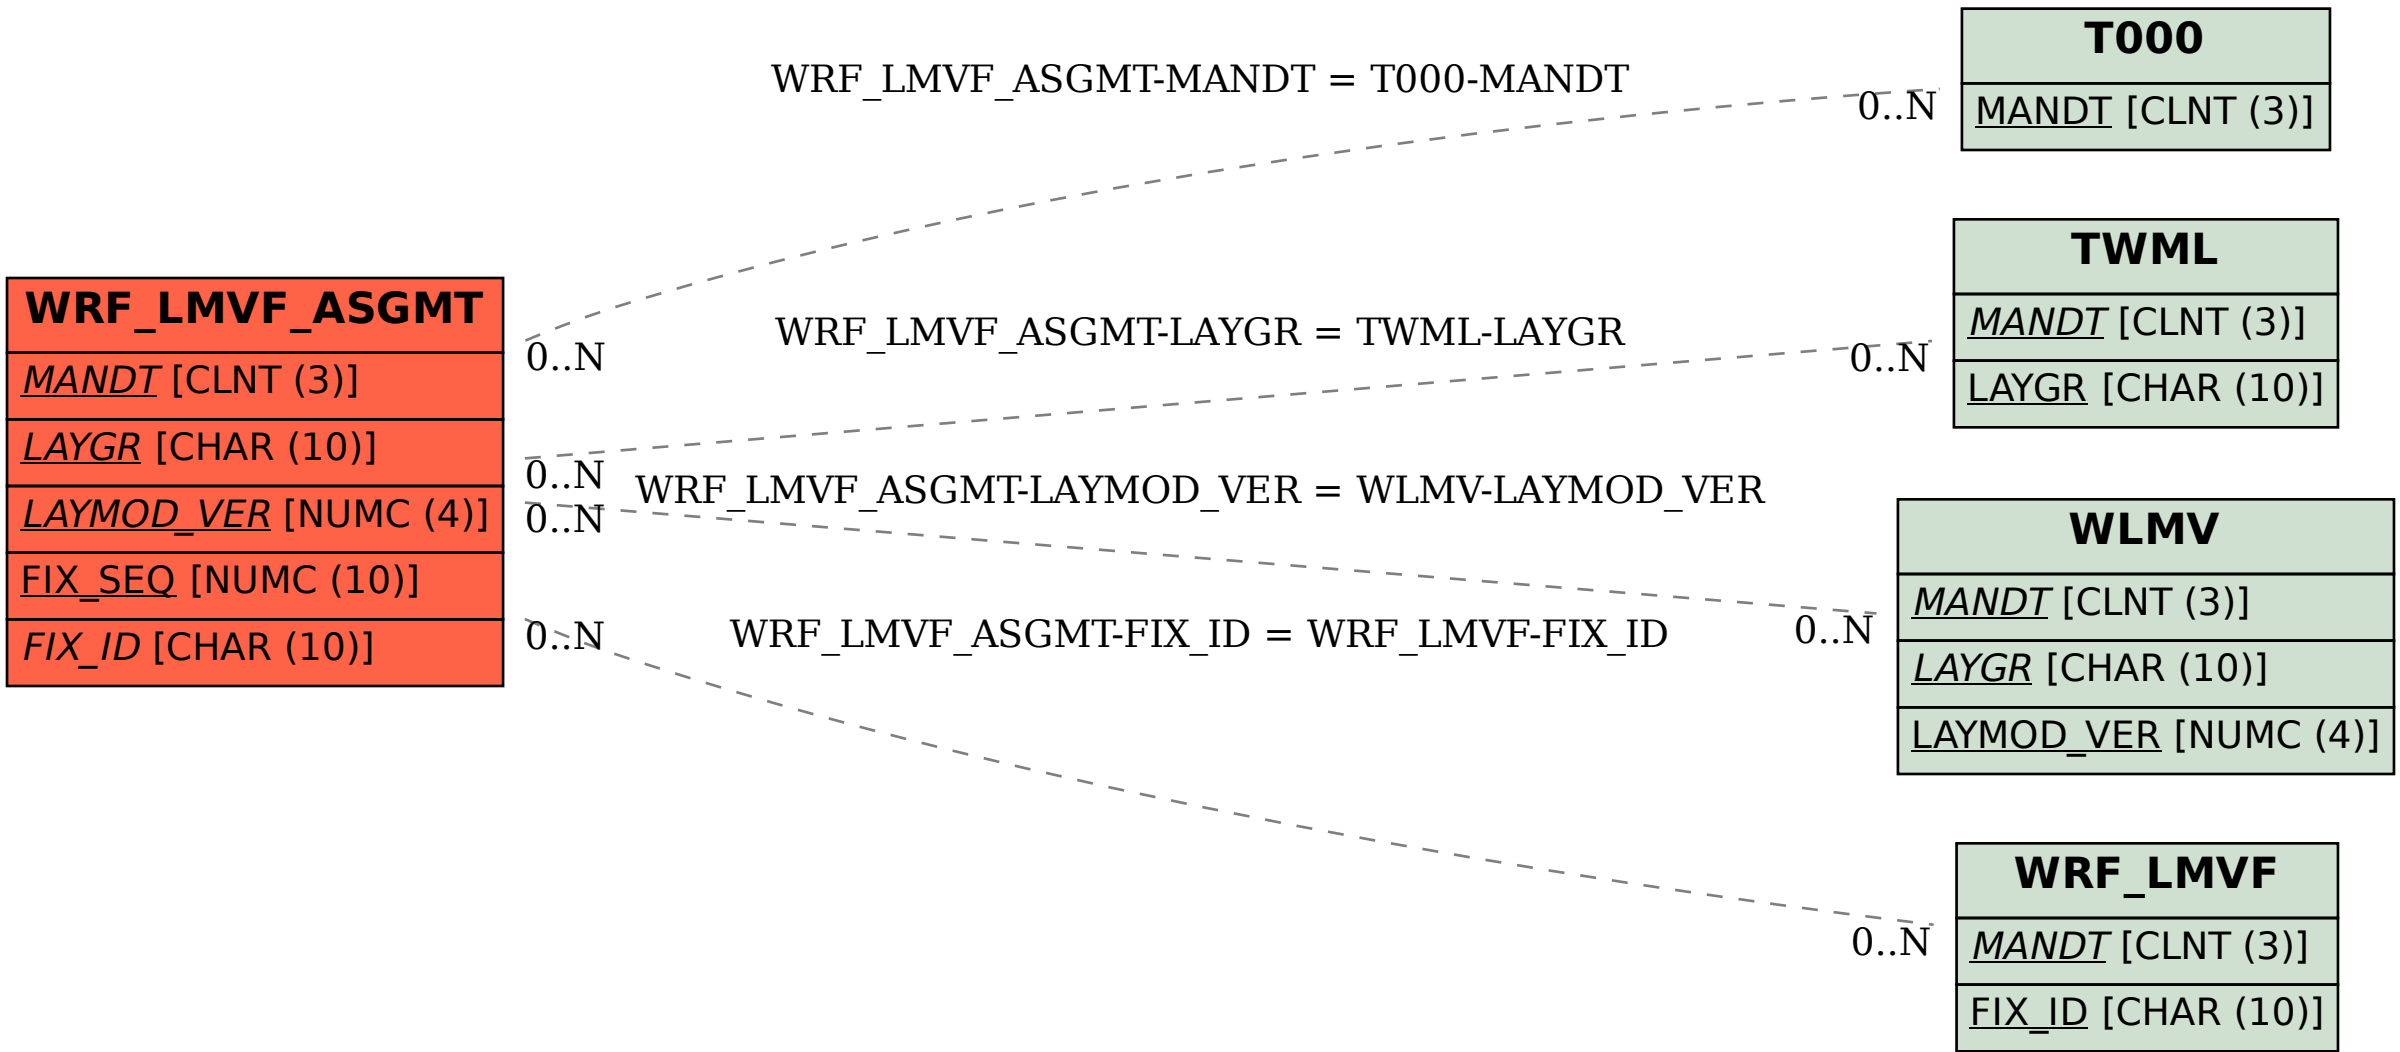 T000
MANDT [CLNT (3)]
WRF_LMVF_ASGMT-MANDT = T000-MANDT
0..N
0..N
TWML
MANDT [CLNT (3)]
LAYGR [CHAR (10)]
WRF_LMVF_ASGMT-LAYGR = TWML-LAYGR
0..N
0..N
WRF_LMVF_ASGMT
MANDT [CLNT (3)]
LAYGR [CHAR (10)]
LAYMOD_VER [NUMC (4)]
FIX_SEQ [NUMC (10)]
FIX_ID [CHAR (10)]
WRF_LMVF_ASGMT-LAYMOD_VER = WLMV-LAYMOD_VER
0..N
0..N
WLMV
MANDT [CLNT (3)]
LAYGR [CHAR (10)]
LAYMOD_VER [NUMC (4)]
WRF_LMVF_ASGMT-FIX_ID = WRF_LMVF-FIX_ID
0..N
0..N
WRF_LMVF
MANDT [CLNT (3)]
FIX_ID [CHAR (10)]